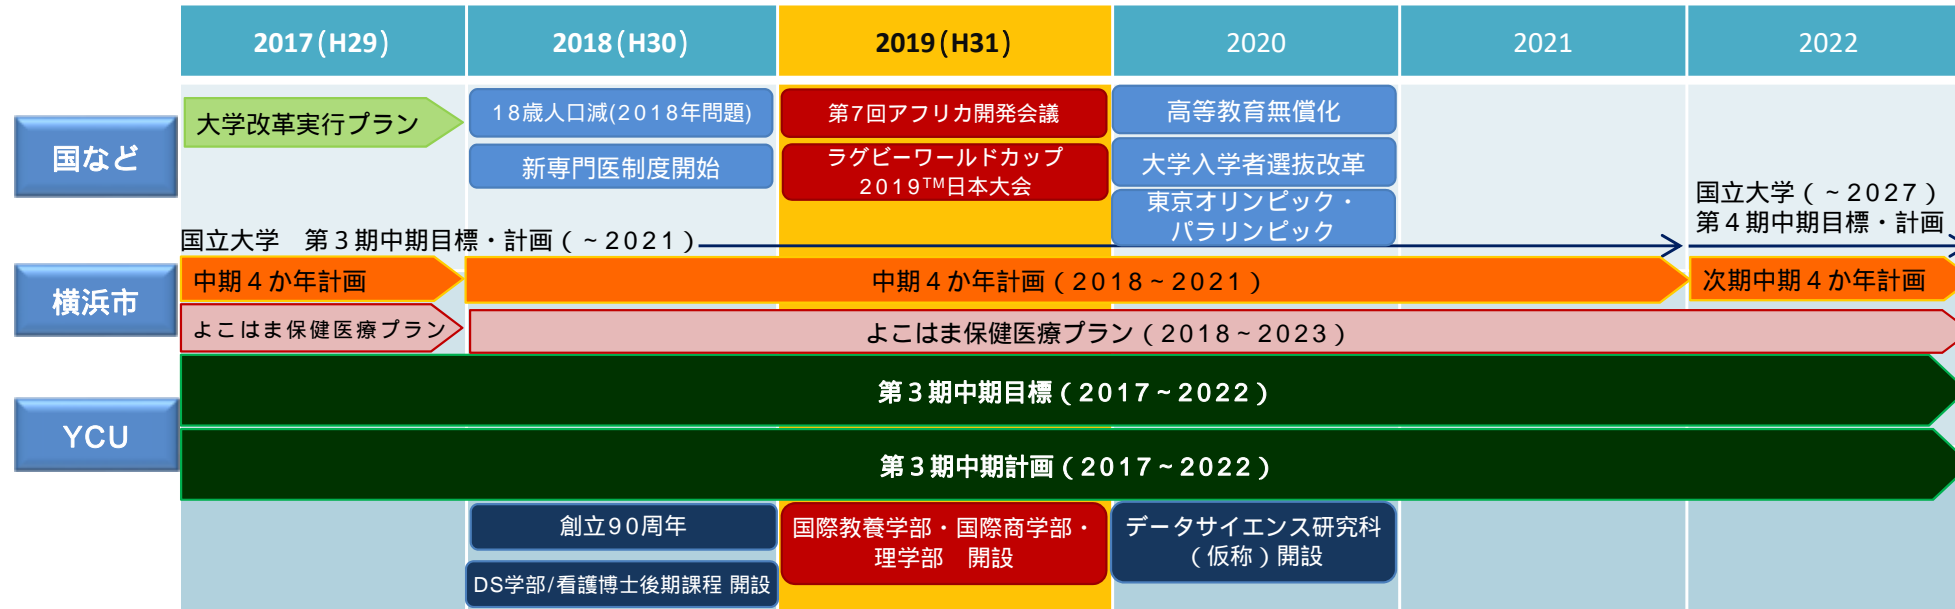 2017(H29)
2018(H30)
2019(H31)
2020
2021
2022
国など
大学改革実行プラン
18歳人口減(2018年問題)
新専門医制度開始
第7回アフリカ開発会議
ラグビーワールドカップ
2019™日本大会
高等教育無償化
大学入学者選抜改革
東京オリンピック・
パラリンピック
国立大学　第3期中期目標・計画(~2021)
国立大学(~2027)
第4期中期目標・計画
横浜市
中期4か年計画
中期4か年計画(2018~2021)
次期中期4か年計画
よこはま保健医療プラン
よこはま保健医療プラン(2018~2023)
YCU
第3期中期目標(2017~2022)
第3期中期計画(2017~2022)
創立90周年
DS学部/看護博士後期課程 開設
国際教養学部・国際商学部・
理学部　開設
データサイエンス研究科
(仮称)開設